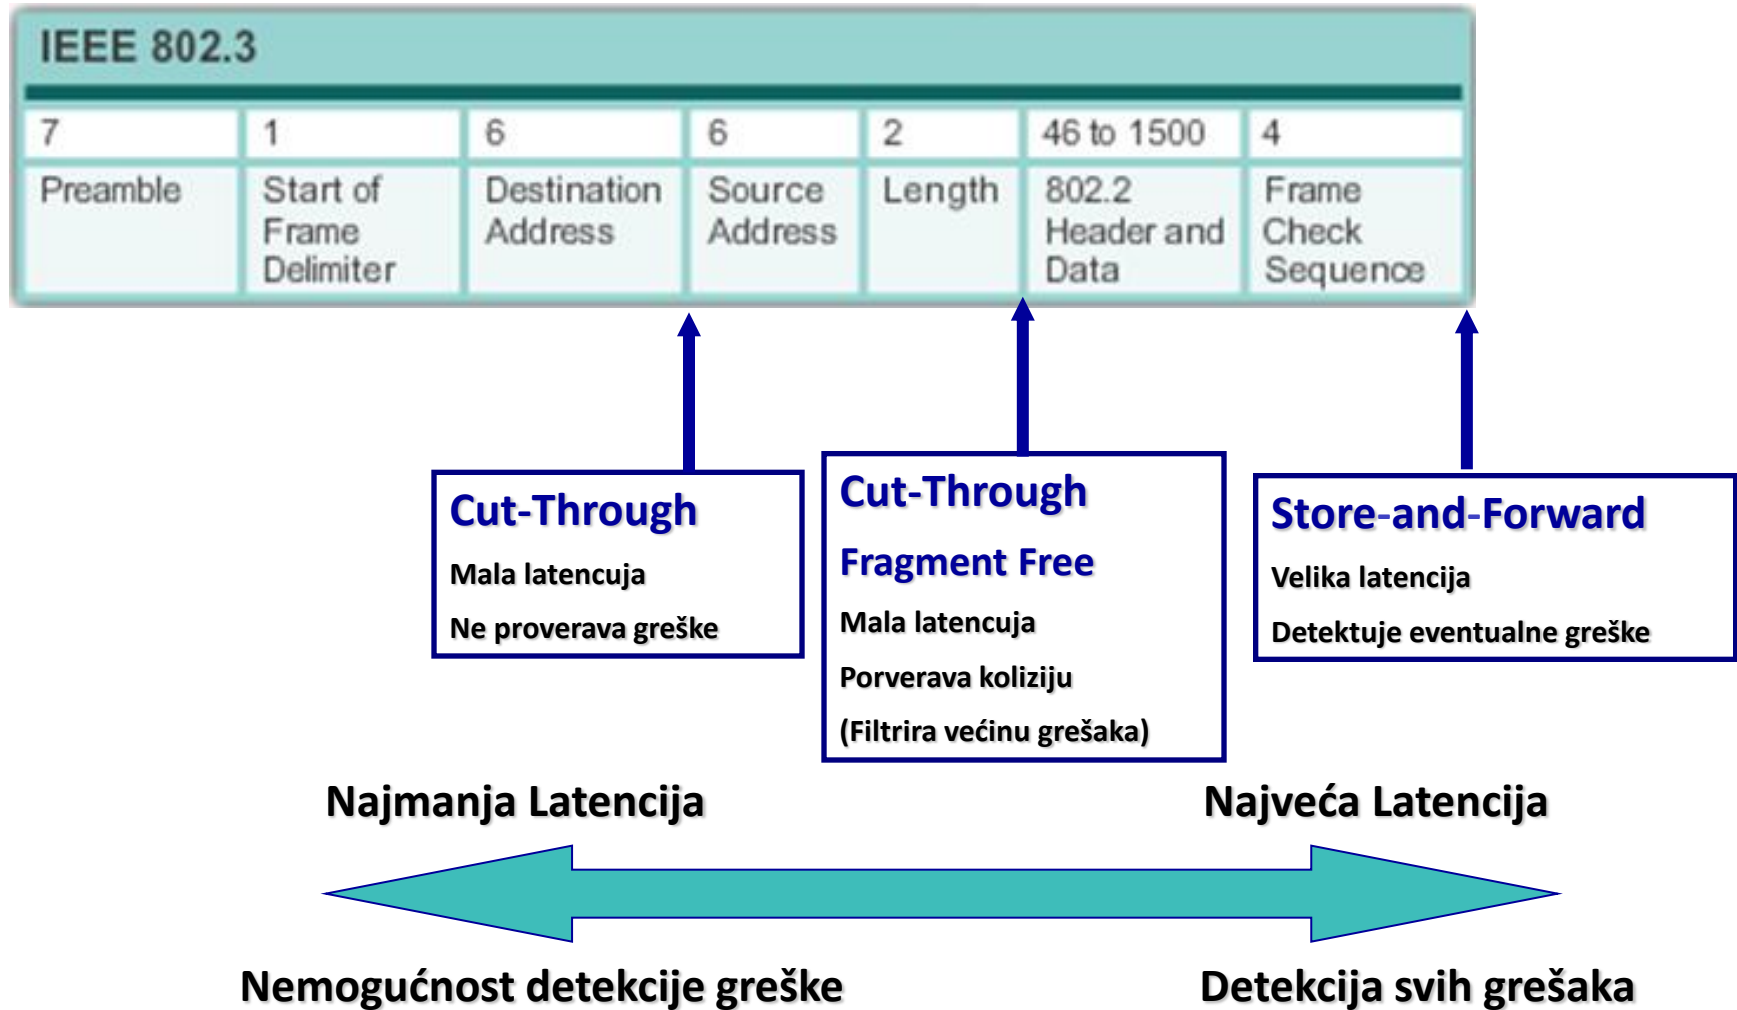 IEEE 802.3
7 1 6 6 2 46 to 1500 4
Preamble
Start of
Frame
Delimiter
Destination
Address
Source
Address
Length
802.2
Header and
Data
Frame
Check
Sequence
Cut-Through
Mala latencuja
Ne proverava greške
Cut-Through
Fragment Free
Mala latencuja
Porverava koliziju
(Filtrira većinu grešaka)
Store-and-Forward
Velika latencija
Detektuje eventualne greške
Najmanja Latencija
Najveća Latencija
Nemogućnost detekcije greške
Detekcija svih grešaka